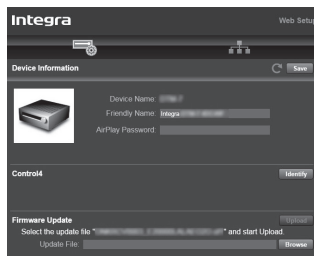 Integra
Web Setup
Device Information
Save
Device Name:
Friendly Name: Integra
AirPlay Password:
Control4
Identify
Firmware Update
Upload
Select the update file " " and start Upload.
Update File:
Browse